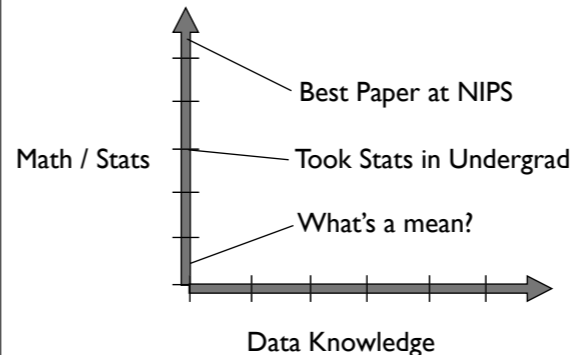 Best Paper at NIPS
Math / Stats
Took Stats in Undergrad
What's a mean?
Data Knowledge